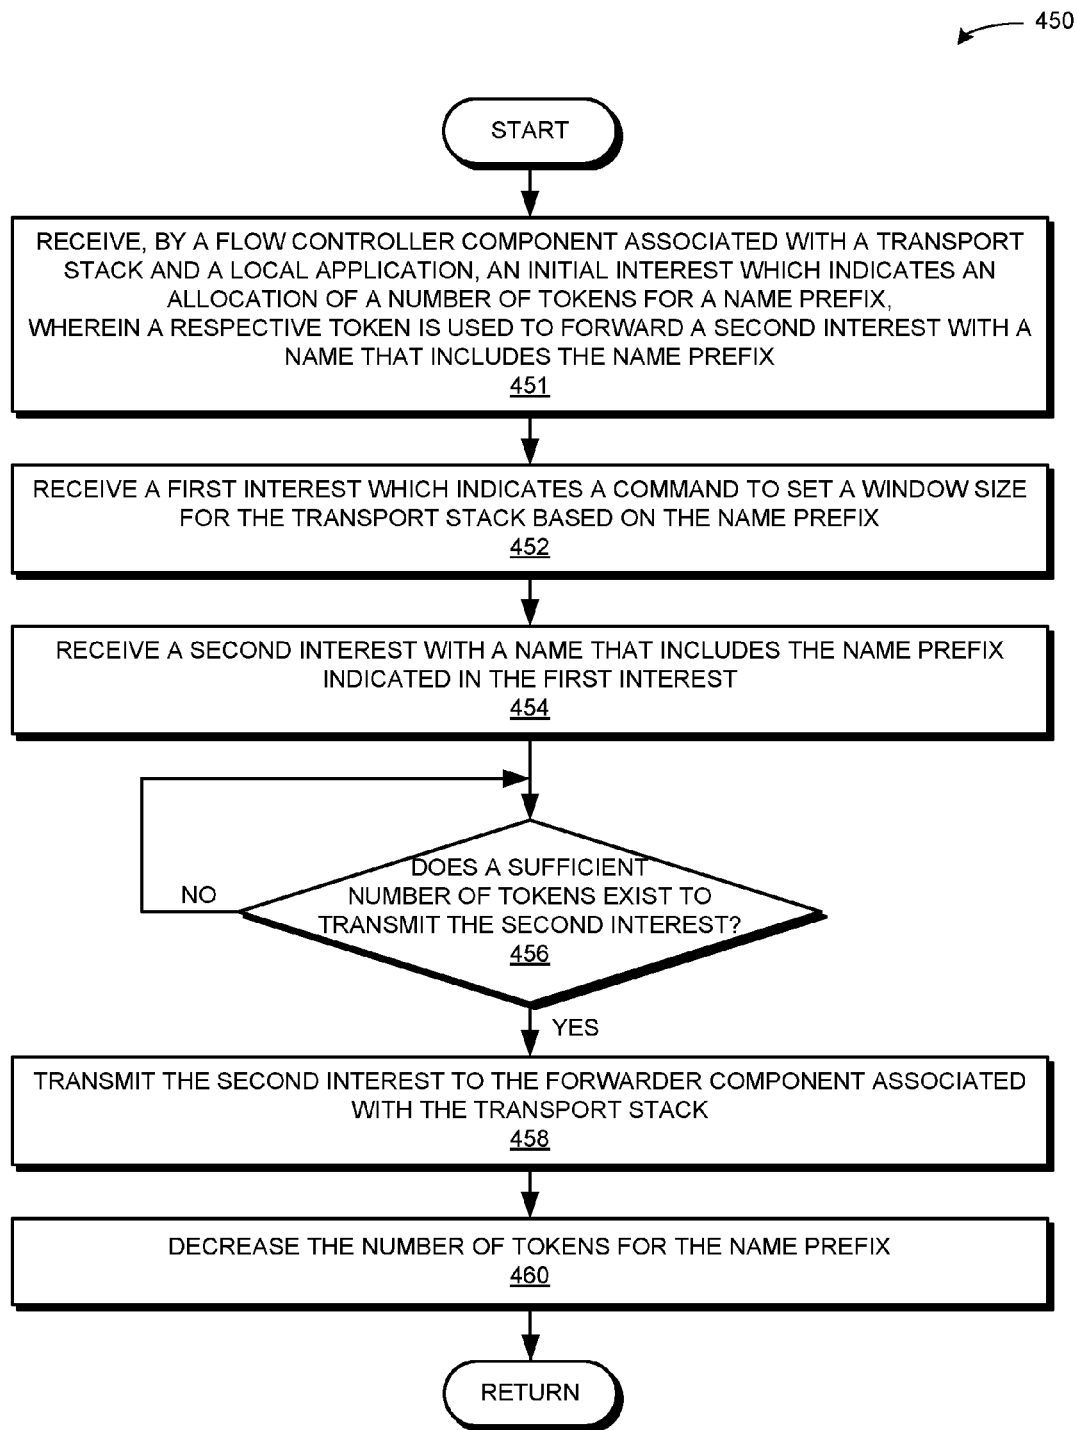 450
START
RECEIVE, BY A FLOW CONTROLLER COMPONENT ASSOCIATED WITH A TRANSPORT
STACK AND A LOCAL APPLICATION, AN INITIAL INTEREST WHICH INDICATES AN
ALLOCATION OF A NUMBER OF TOKENS FOR A NAME PREFIX,
WHEREIN A RESPECTIVE TOKEN IS USED TO FORWARD A SECOND INTEREST WITH A
NAME THAT INCLUDES THE NAME PREFIX
451
RECEIVE A FIRST INTEREST WHICH INDICATES A COMMAND TO SET A WINDOW SIZE
FOR THE TRANSPORT STACK BASED ON THE NAME PREFIX
452
RECEIVE A SECOND INTEREST WITH A NAME THAT INCLUDES THE NAME PREFIX
INDICATED IN THE FIRST INTEREST
454
DOES A SUFFICIENT
NUMBER OF TOKENS EXIST TO
TRANSMIT THE SECOND INTEREST?
456
NO
YES
TRANSMIT THE SECOND INTEREST TO THE FORWARDER COMPONENT ASSOCIATED
WITH THE TRANSPORT STACK
458
DECREASE THE NUMBER OF TOKENS FOR THE NAME PREFIX
460
RETURN